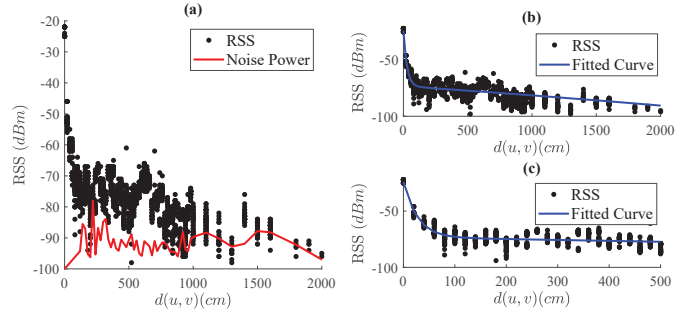 (a)
-20
-30
-40
-50
-60
-70
-80
-90
-100
RSS (dBm)
RSS
Noise Power
0
500
1000
1500
2000
d(u, v)(cm)
(b)
-50
-100
RSS (dBm)
RSS
Fitted Curve
0
500
1000
1500
2000
d(u, v)(cm)
(c)
-50
-100
RSS (dBm)
RSS
Fitted Curve
0
100
200
300
400
500
d(u, v)(cm)